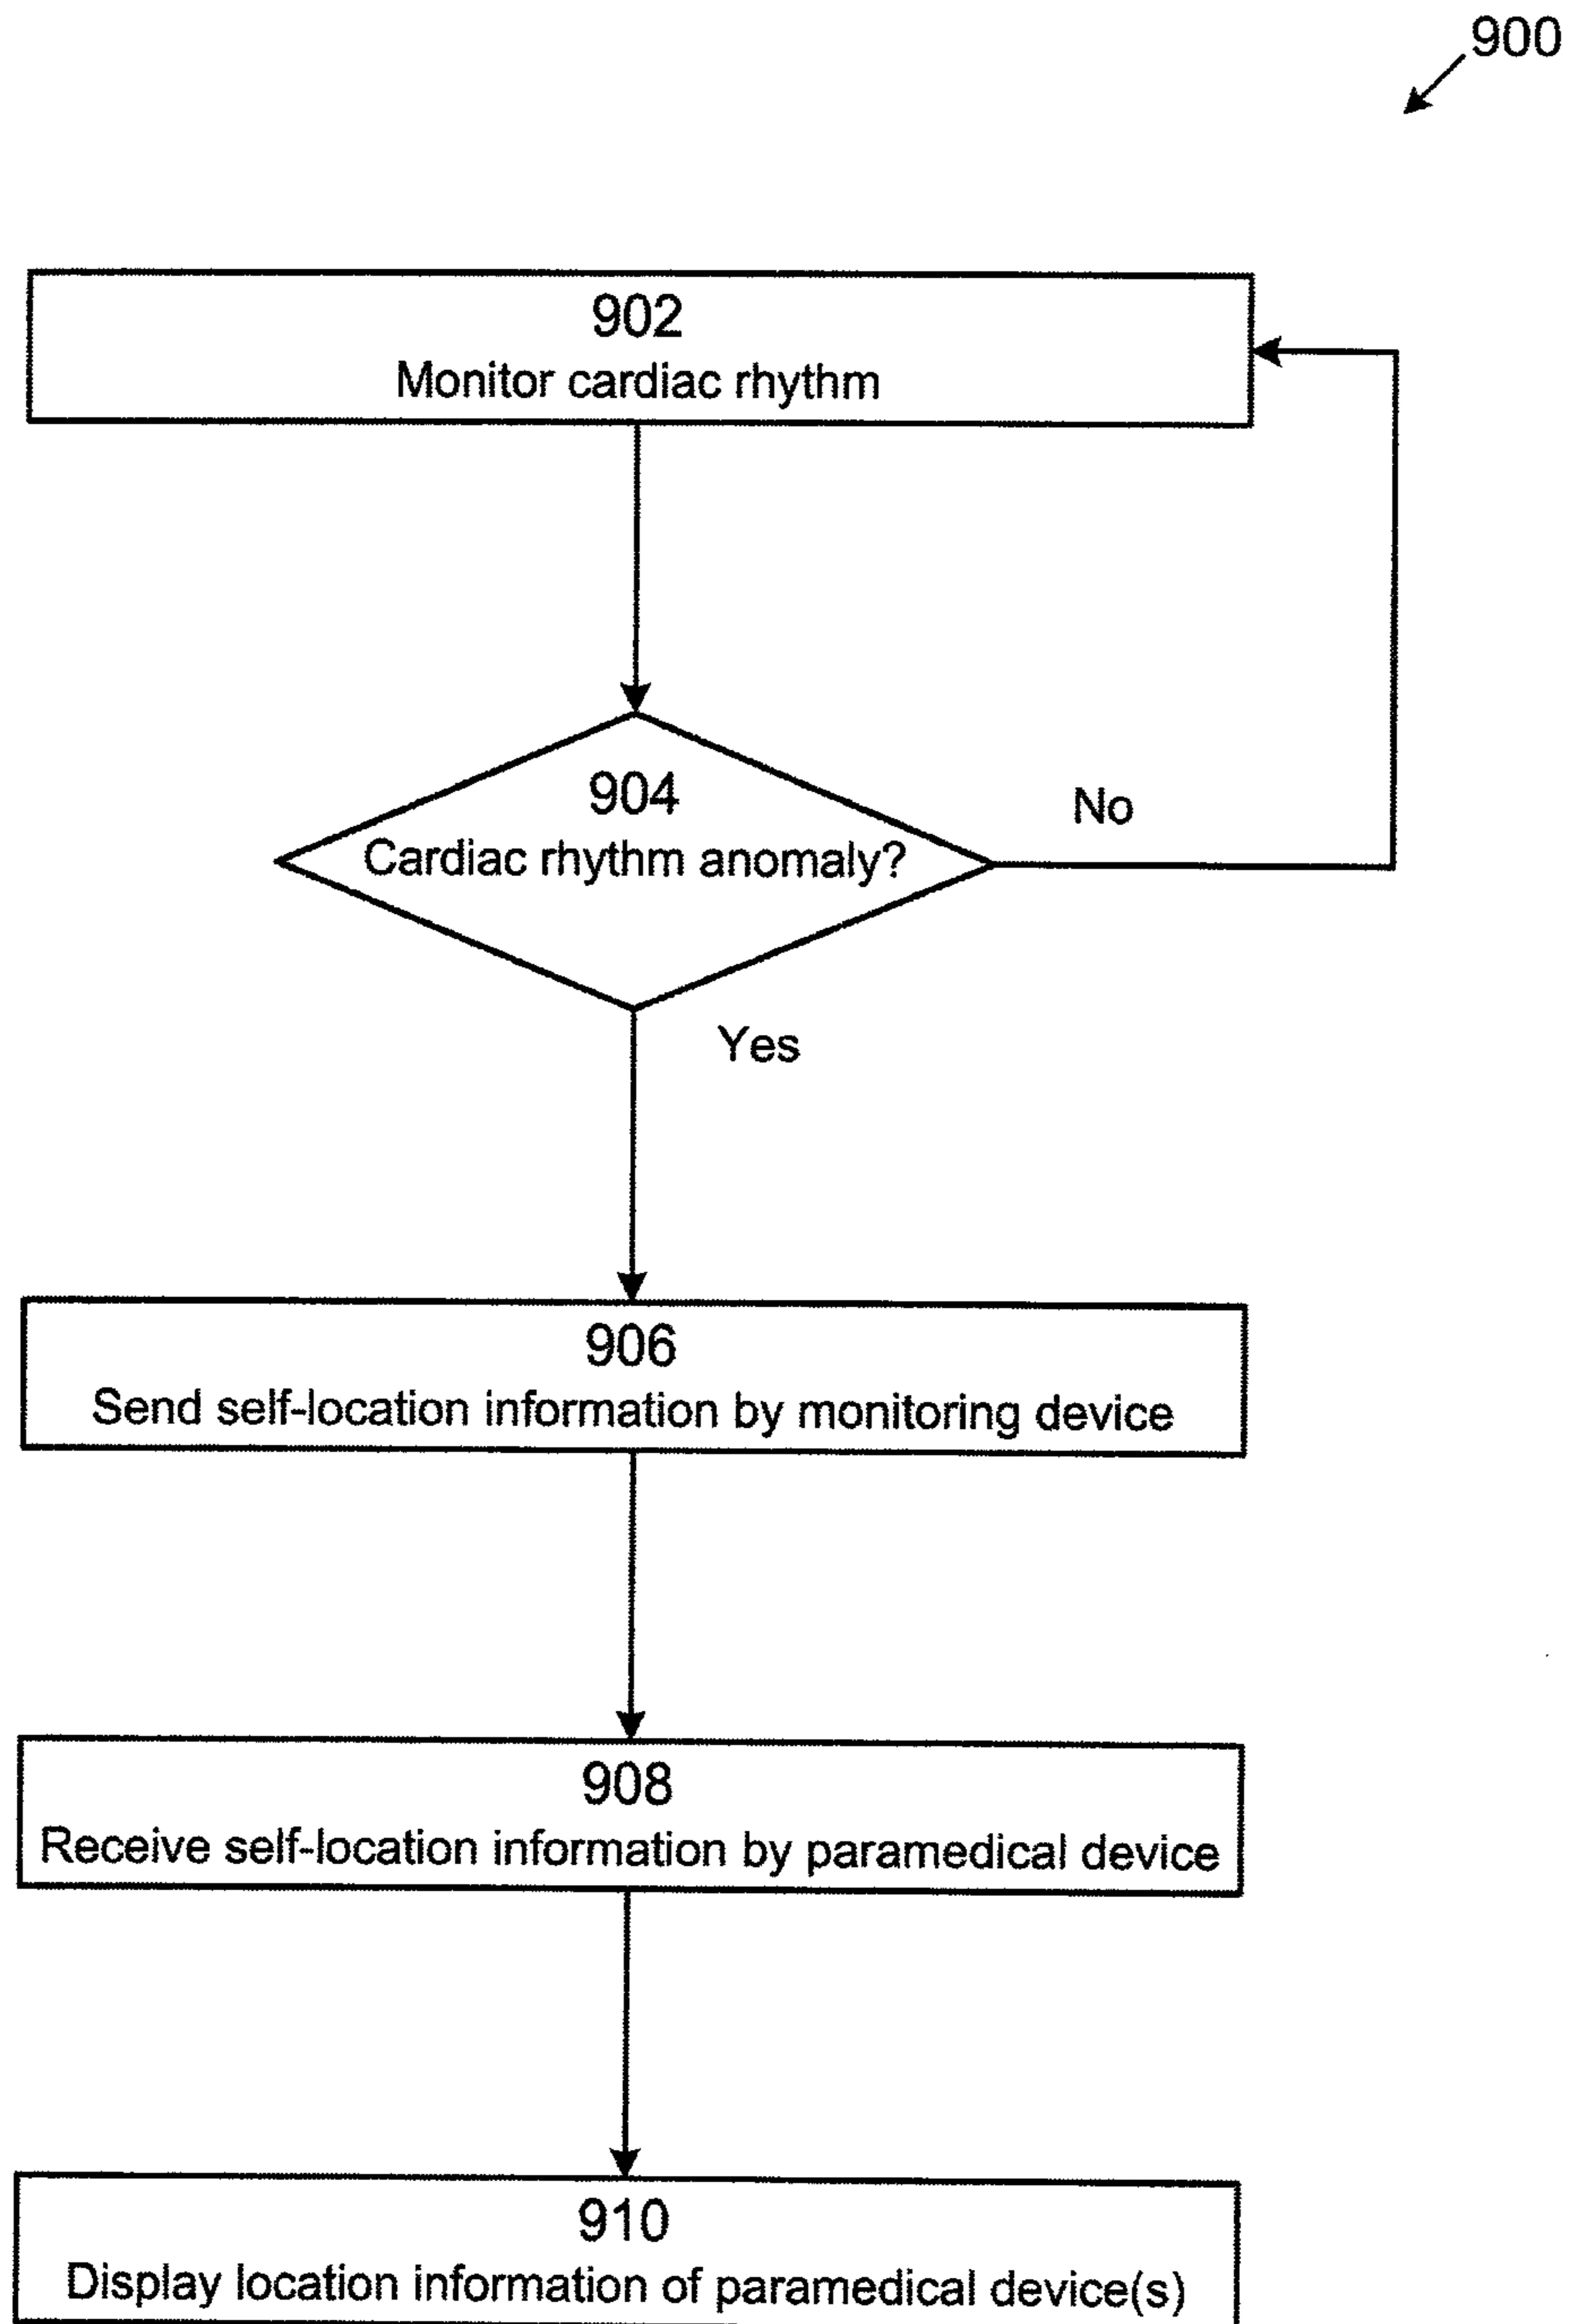 900
902
Monitor cardiac rhythm
904
Cardiac rhythm anomaly?
No
Yes
906
Send self-location information by monitoring device
908
Receive self-location information by paramedical device
910
Display location information of paramedical device(s)